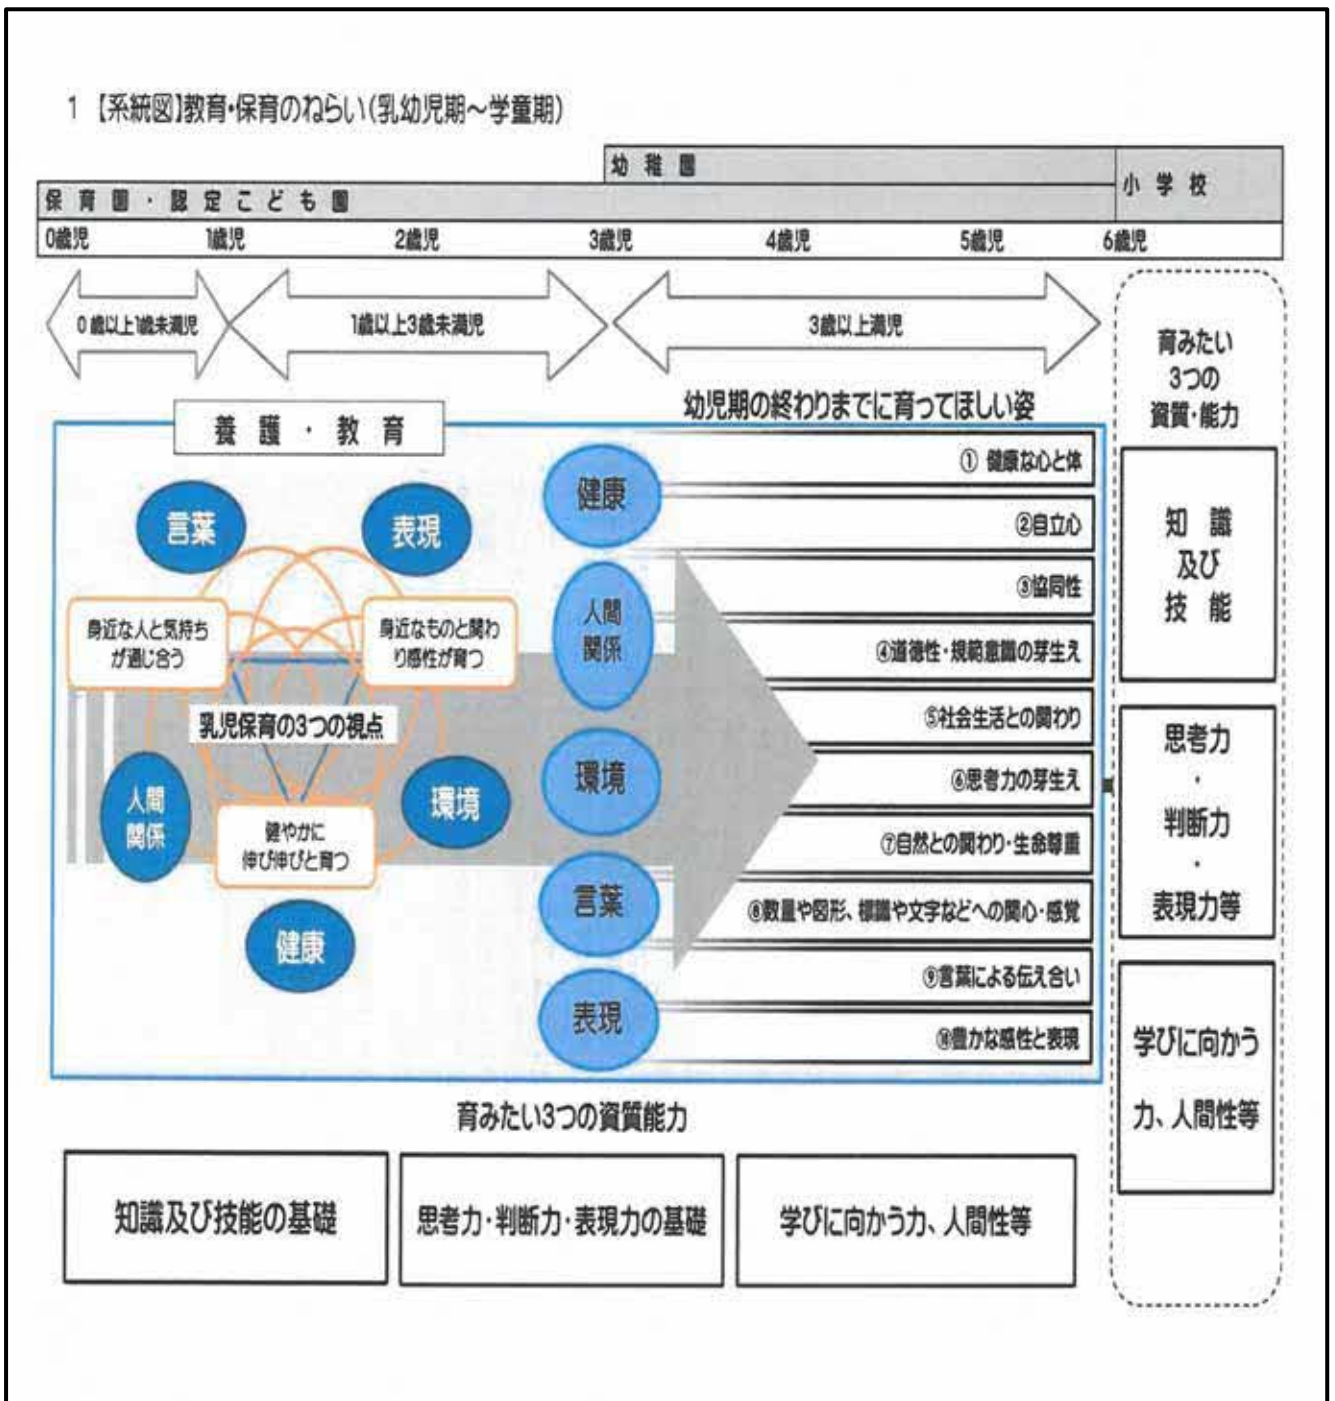 1 【系統図】教育・保育のねらい(乳幼児期～学童期)
幼稚園
小学校
保育園・認定こども園
0歳児 1歳児 2歳児 3歳児 4歳児 5歳児 6歳児
0歳以上1歳未満児
1歳以上3歳未満児
3歳以上満児
幼児期の終わりまでに育ってほしい姿
養護・教育
言葉
表現
身近な人と気持ち
が通じ合う
身近なものと関わ
り感性が育つ
乳児保育の3つの視点
人間
関係
環境
健やかに
伸び伸びと育つ
健康
健康
人間
関係
環境
言葉
表現
① 健康な心と体
②自立心
③協同性
④道徳性・規範意識の芽生え
⑤社会生活との関わり
⑥思考力の芽生え
⑦自然との関わり・生命尊重
⑧数量や図形、標識や文字などへの関心・感覚
⑨言葉による伝え合い
⑩豊かな感性と表現
育みたい
3つの
資質・能力
知識
及び
技能
思考力
・
判断力
・
表現力等
学びに向かう
力、人間性等
育みたい3つの資質能力
知識及び技能の基礎
思考力・判断力・表現力の基礎
学びに向かう力、人間性等